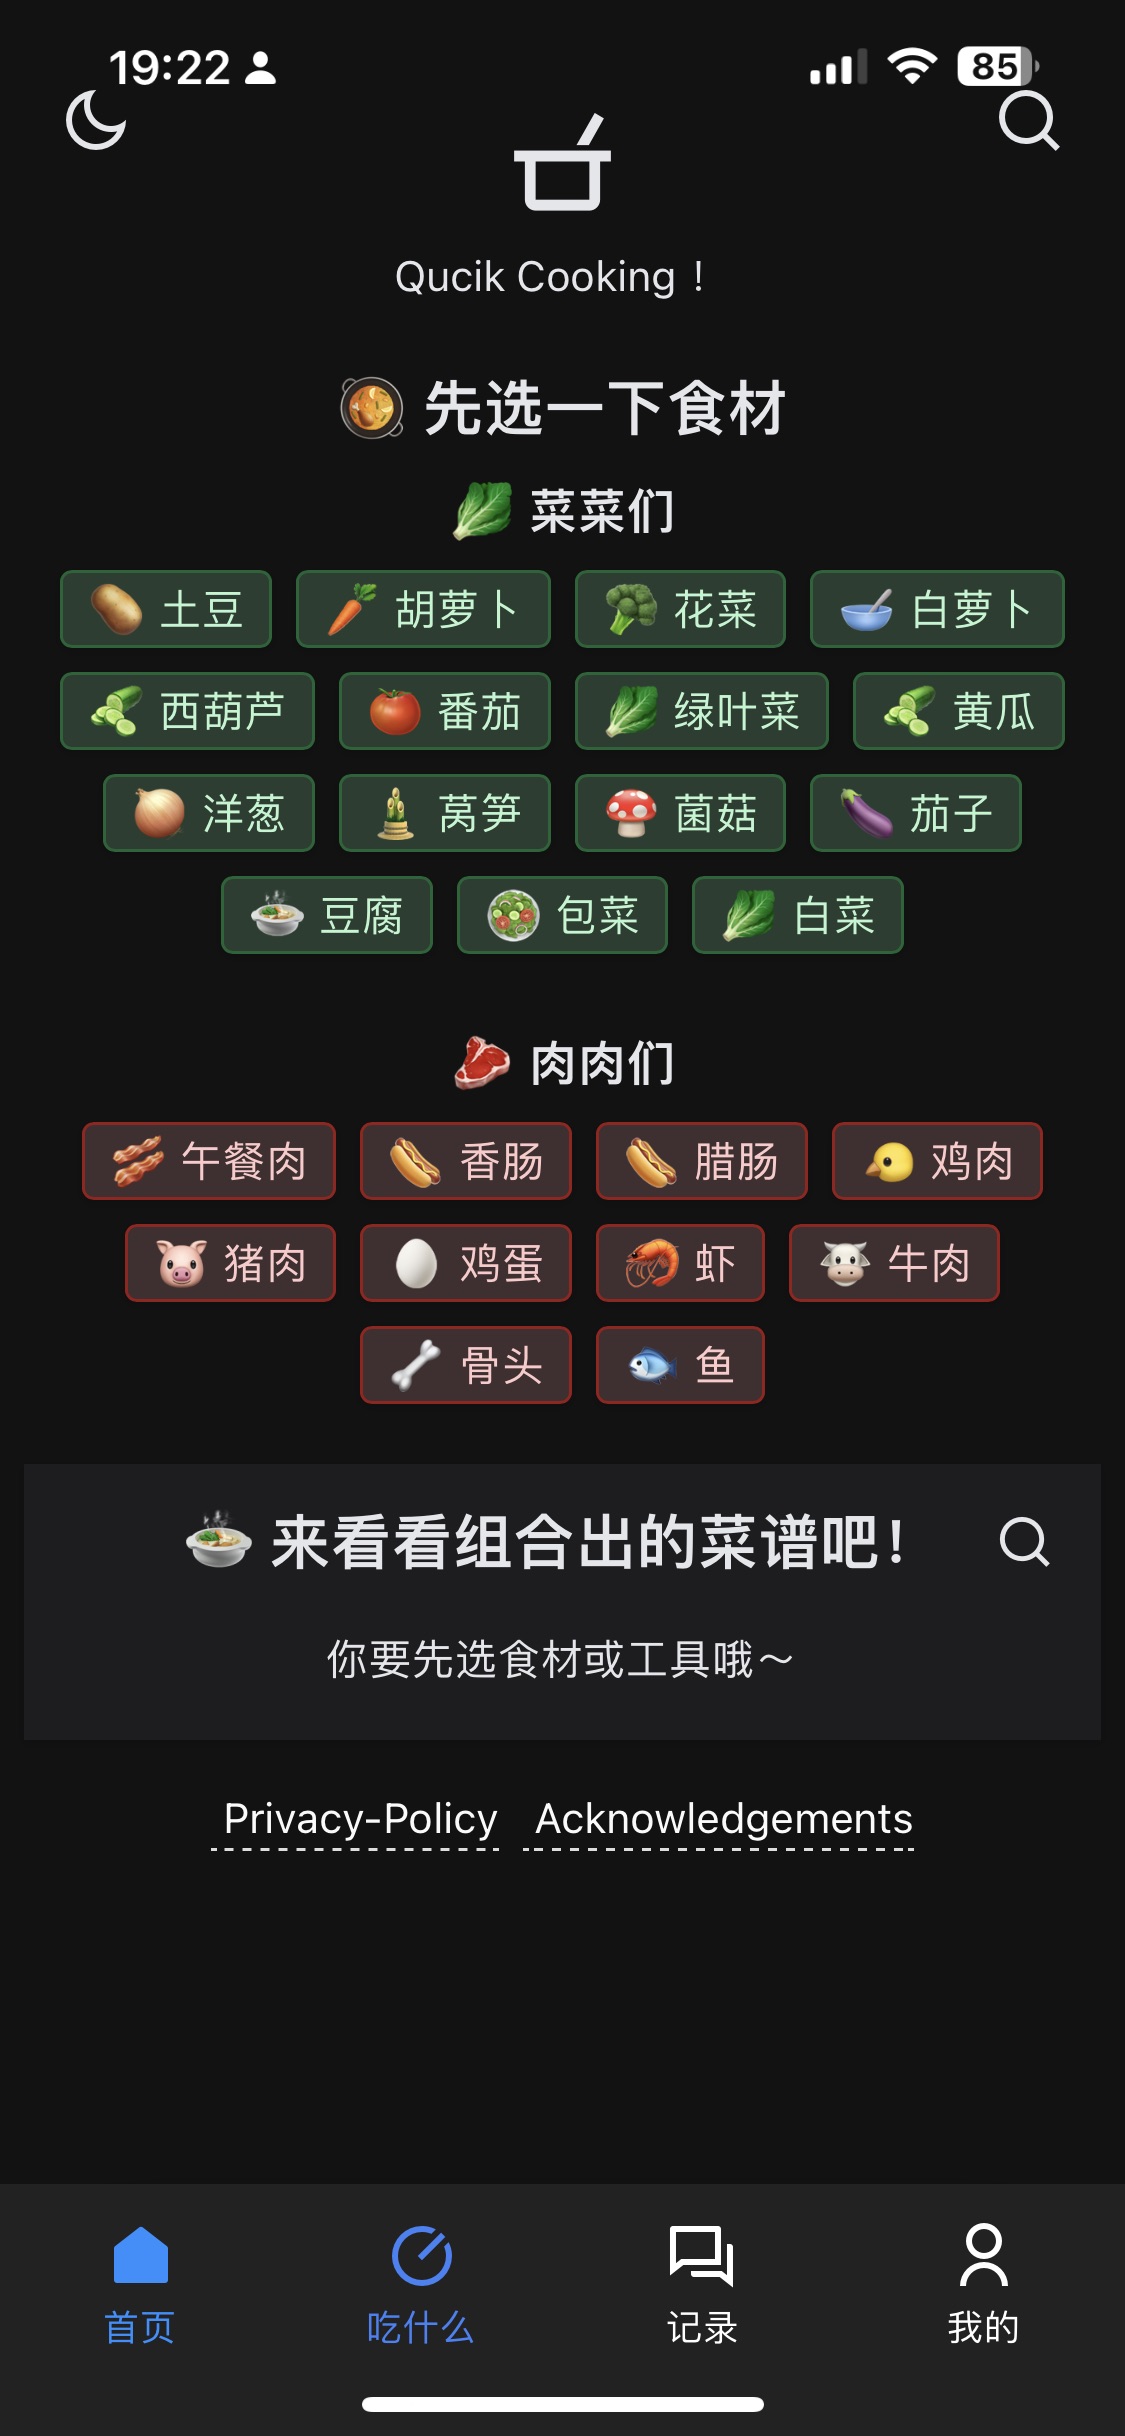 19:22
85
Qucik Cooking！
先选一下食材
菜菜们
土豆 胡萝卜 花菜 白萝卜
西葫芦 番茄 绿叶菜 黄瓜
洋葱 莴笋 菌菇 茄子
豆腐 包菜 白菜
肉肉们
午餐肉 香肠 腊肠 鸡肉
猪肉 鸡蛋 虾 牛肉
骨头 鱼
来看看组合出的菜谱吧！
你要先选食材或工具哦～
Privacy-Policy Acknowledgements
首页 吃什么 记录 我的